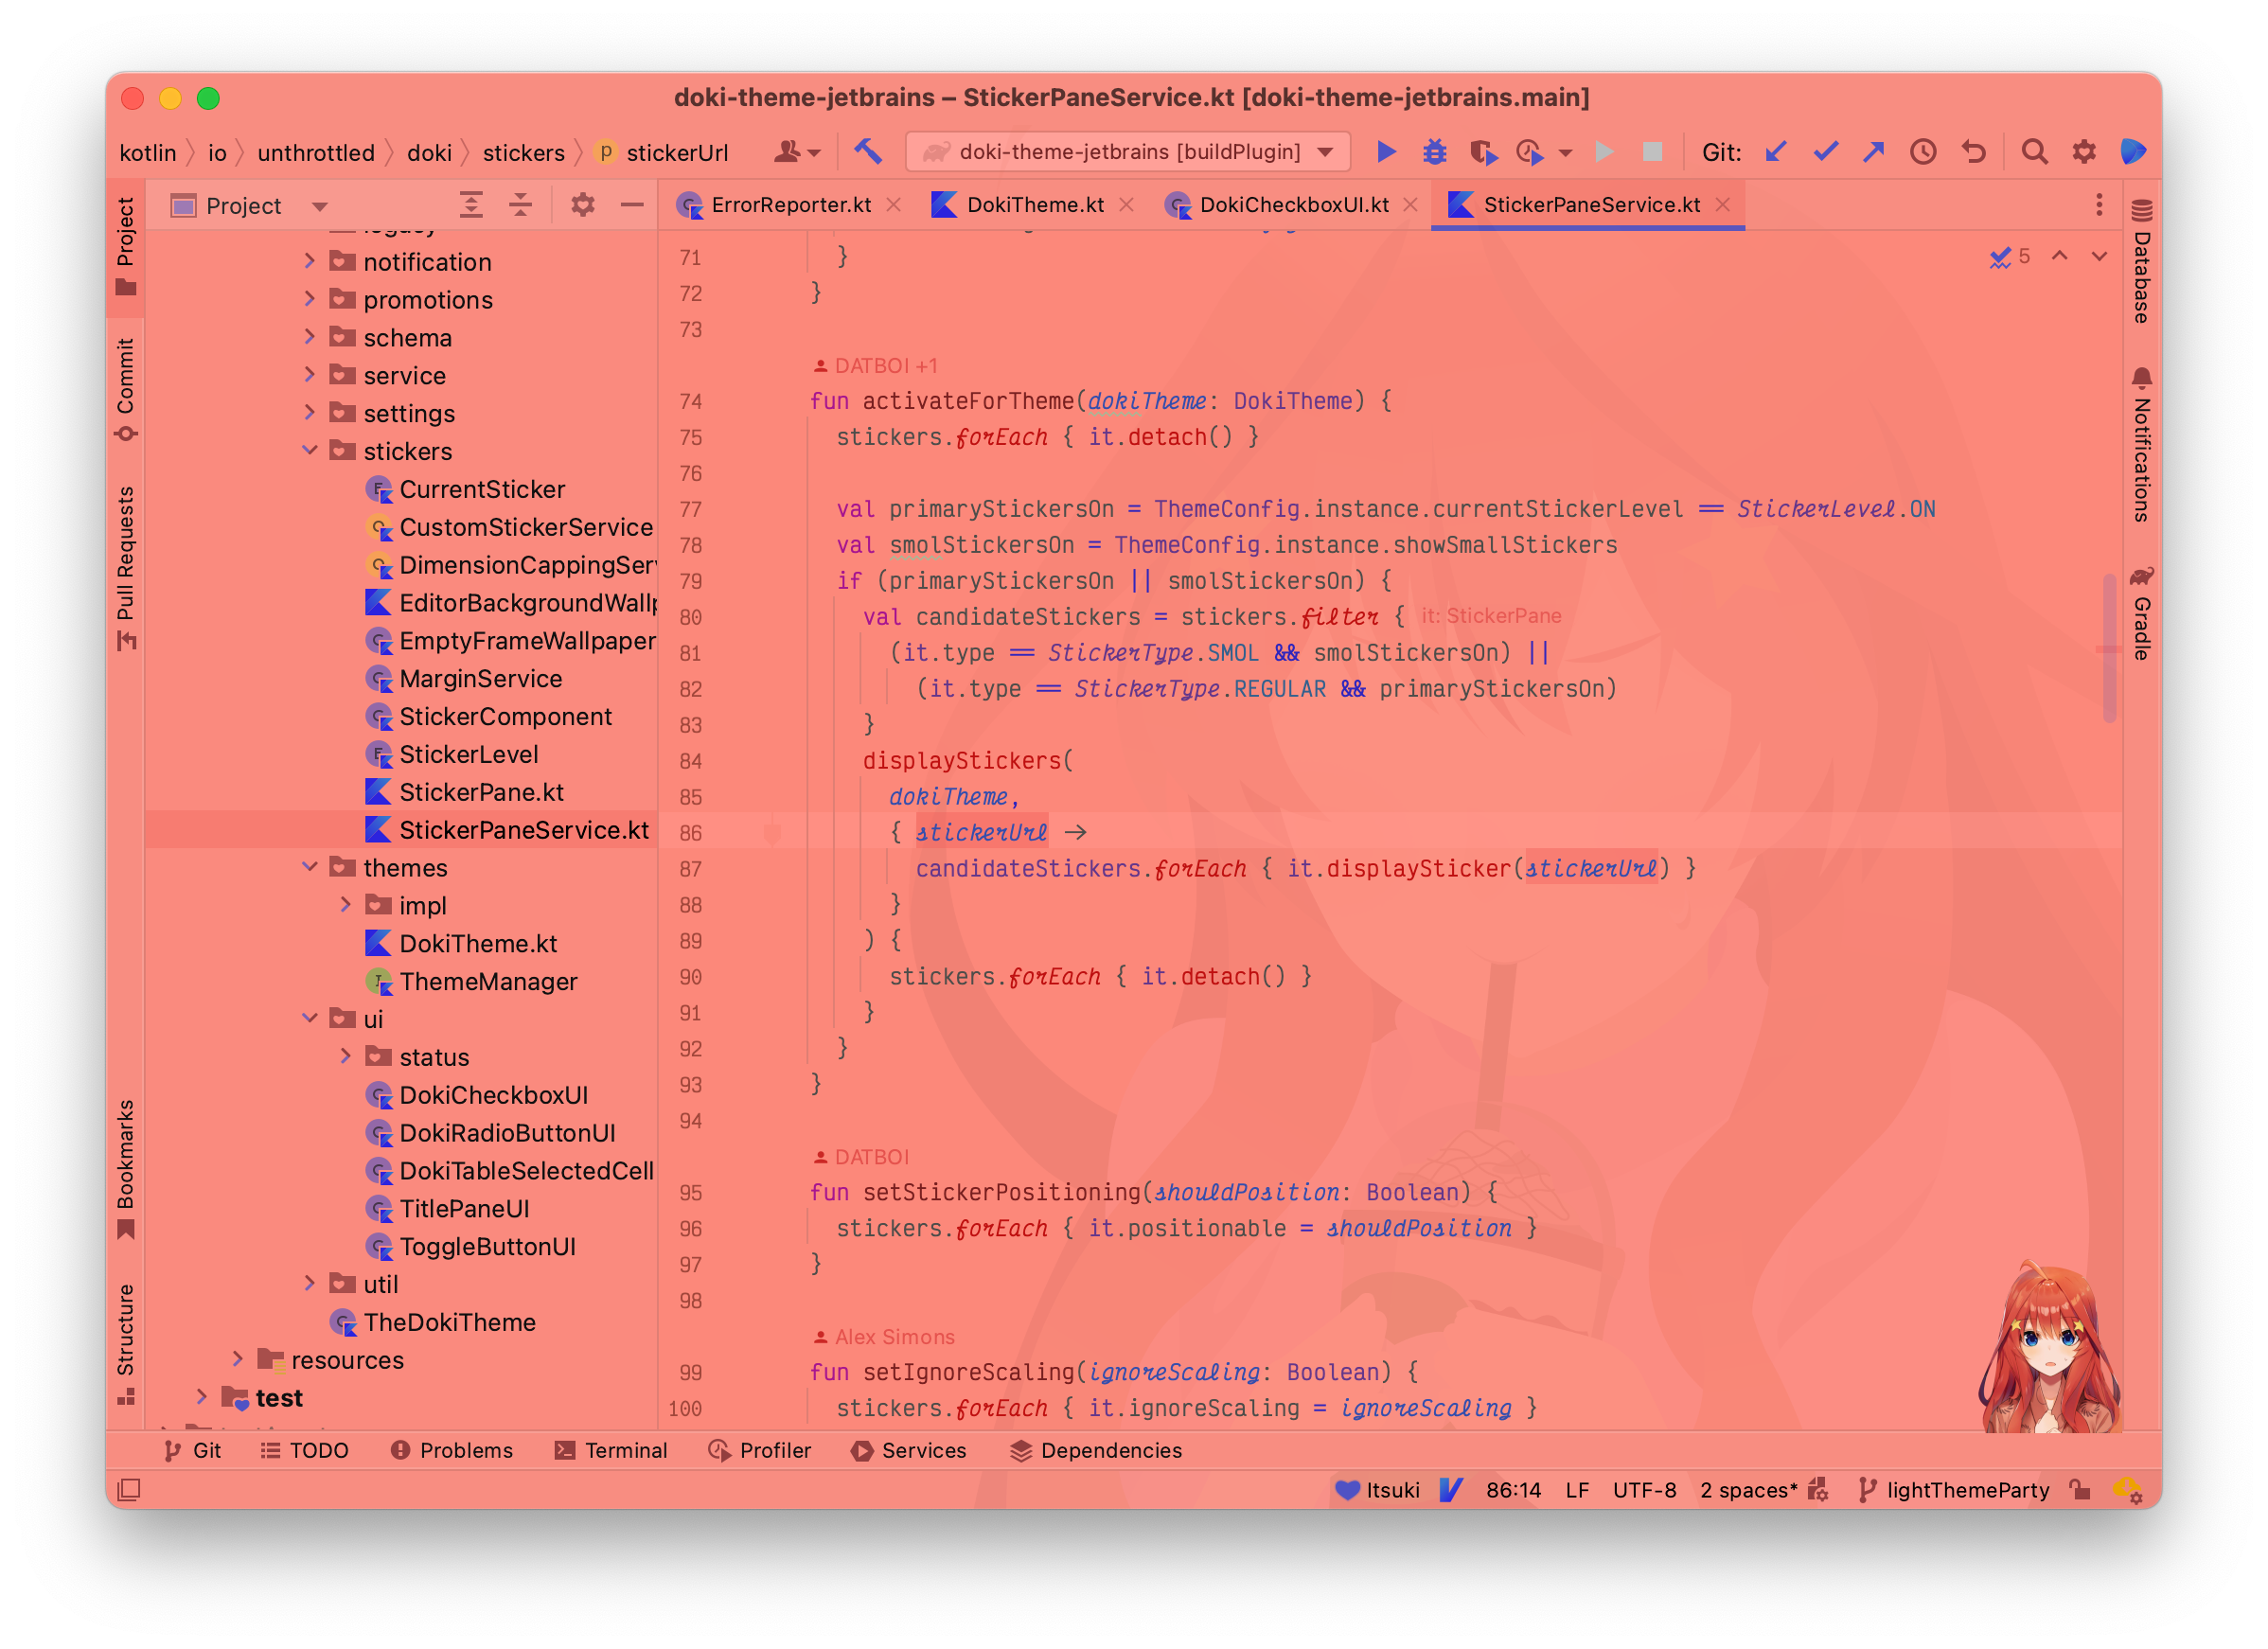 doki-theme-jetbrains – StickerPaneService.kt [doki-theme-jetbrains.main]
kotlin io unthrottled doki stickers p stickerUrl
doki-theme-jetbrains [buildPlugin]
Git:
Project
ErrorReporter.kt
DokiTheme.kt
DokiCheckboxUI.kt
StickerPaneService.kt
Project
Commit
Pull Requests
Bookmarks
Structure
notification
promotions
schema
service
settings
stickers
CurrentSticker
CustomStickerService
DimensionCappingSer
EditorBackgroundWall
EmptyFrameWallpaper
MarginService
StickerComponent
StickerLevel
StickerPane.kt
StickerPaneService.kt
themes
impl
DokiTheme.kt
ThemeManager
ui
status
DokiCheckboxUI
DokiRadioButtonUI
DokiTableSelectedCell
TitlePaneUI
ToggleButtonUI
util
TheDokiTheme
resources
test
5
71 }
72 }
73
DATBOI +1
74 fun activateForTheme(dokiTheme: DokiTheme) {
75 stickers.forEach { it.detach() }
76
77 val primaryStickersOn = ThemeConfig.instance.currentStickerLevel == StickerLevel.ON
78 val smolStickersOn = ThemeConfig.instance.showSmallStickers
79 if (primaryStickersOn || smolStickersOn) {
80 val candidateStickers = stickers.filter { it: StickerPane
81 (it.type == StickerType.SMOL && smolStickersOn) ||
82 (it.type == StickerType.REGULAR && primaryStickersOn)
83 }
84 displayStickers(
85 dokiTheme,
86 { stickerUrl →
87 candidateStickers.forEach { it.displaySticker(stickerUrl) }
88 }
89 ) {
90 stickers.forEach { it.detach() }
91 }
92 }
93 }
94
DATBOI
95 fun setStickerPositioning(shouldPosition: Boolean) {
96 stickers.forEach { it.positionable = shouldPosition }
97 }
98
Alex Simons
99 fun setIgnoreScaling(ignoreScaling: Boolean) {
100 stickers.forEach { it.ignoreScaling = ignoreScaling }
Database
Notifications
Gradle
Git TODO Problems Terminal Profiler Services Dependencies
Itsuki 86:14 LF UTF-8 2 spaces* lightThemeParty